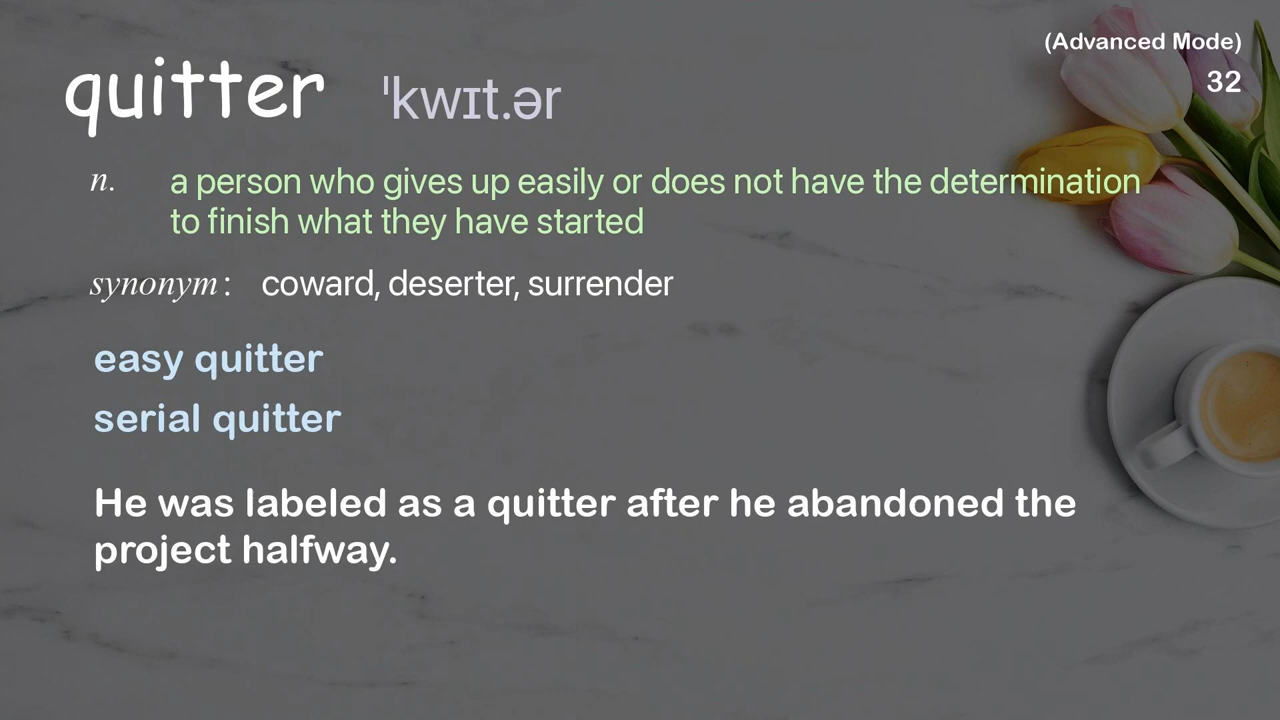 (Advanced Mode)
32
quitter ˈkwɪt.ər
n. a person who gives up easily or does not have the determination
to finish what they have started
synonym: coward, deserter, surrender
easy quitter
serial quitter
He was labeled as a quitter after he abandoned the
project halfway.